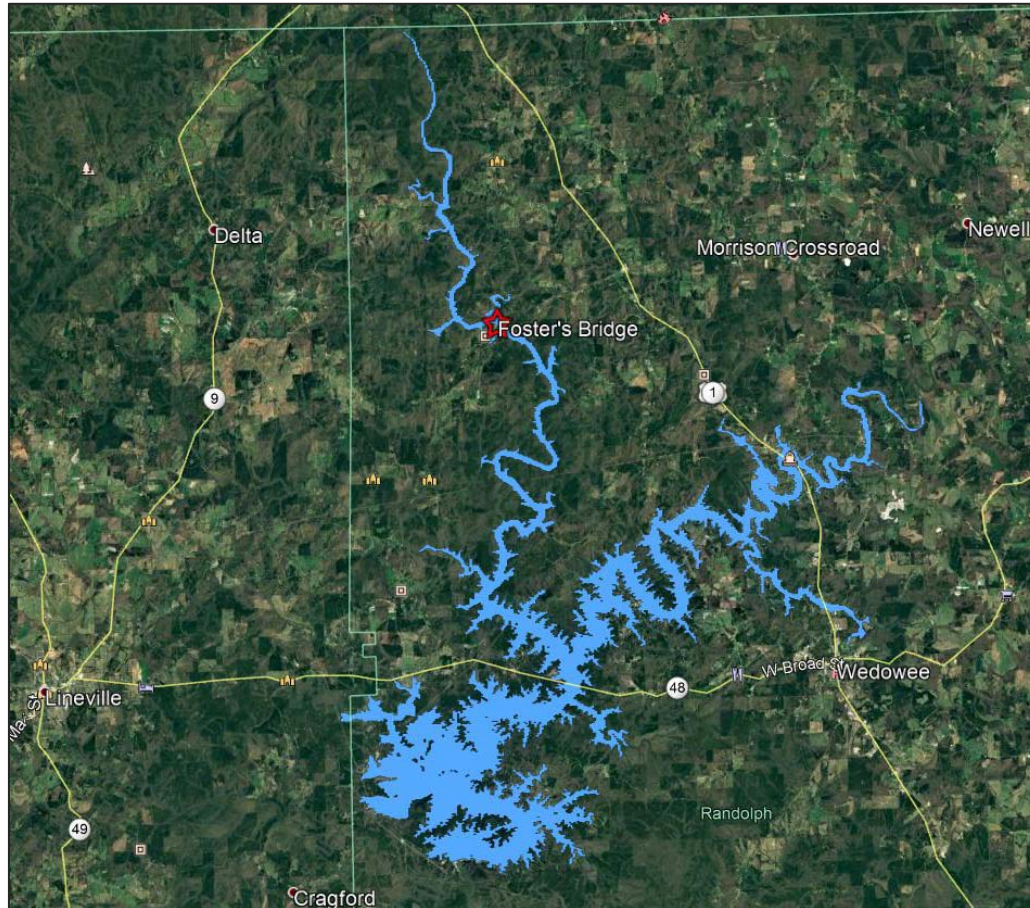 Delta
Newell
Morrison Crossroad
Foster's Bridge
1
9
W Broad St
Wedowee
48
Lineville
Randolph
49
Cragford